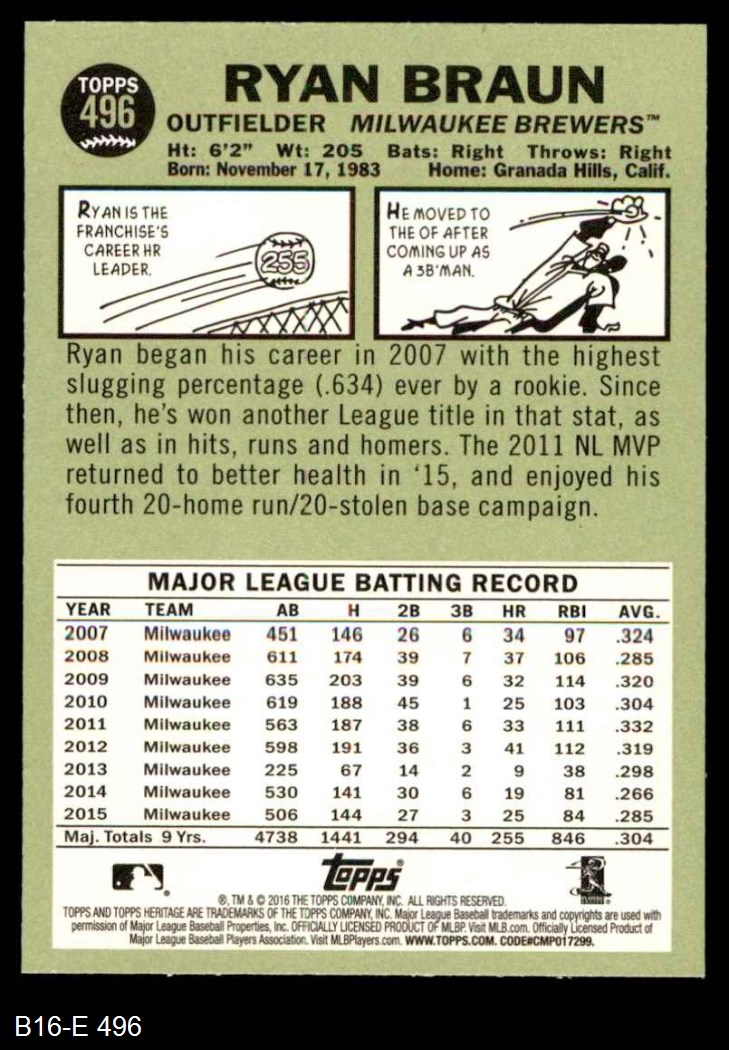 TOPPS
496
RYAN BRAUN
OUTFIELDER MILWAUKEE BREWERS™
Ht: 6'2" Wt: 205 Bats: Right Throws: Right
Born: November 17, 1983 Home: Granada Hills, Calif.
RYAN IS THE
FRANCHISE'S
CAREER HR
LEADER.
255
HE MOVED TO
THE OF AFTER
COMING UP AS
A 3B'MAN.
Ryan began his career in 2007 with the highest
slugging percentage (.634) ever by a rookie. Since
then, he's won another League title in that stat, as
well as in hits, runs and homers. The 2011 NL MVP
returned to better health in '15, and enjoyed his
fourth 20-home run/20-stolen base campaign.
MAJOR LEAGUE BATTING RECORD
YEAR TEAM AB H 2B 3B HR RBI AVG.
2007 Milwaukee 451 146 26 6 34 97 .324
2008 Milwaukee 611 174 39 7 37 106 .285
2009 Milwaukee 635 203 39 6 32 114 .320
2010 Milwaukee 619 188 45 1 25 103 .304
2011 Milwaukee 563 187 38 6 33 111 .332
2012 Milwaukee 598 191 36 3 41 112 .319
2013 Milwaukee 225 67 14 2 9 38 .298
2014 Milwaukee 530 141 30 6 19 81 .266
2015 Milwaukee 506 144 27 3 25 84 .285
Maj. Totals 9 Yrs. 4738 1441 294 40 255 846 .304
topps®
®, TM & © 2016 THE TOPPS COMPANY, INC. ALL RIGHTS RESERVED.
TOPPS AND TOPPS HERITAGE ARE TRADEMARKS OF THE TOPPS COMPANY, INC. Major League Baseball trademarks and copyrights are used with
permission of Major League Baseball Properties, Inc. OFFICIALLY LICENSED PRODUCT OF MLBP. Visit MLB.com. Officially Licensed Product of
Major League Baseball Players Association. Visit MLBPlayers.com. WWW.TOPPS.COM. CODE#CMP017299.
B16-E 496